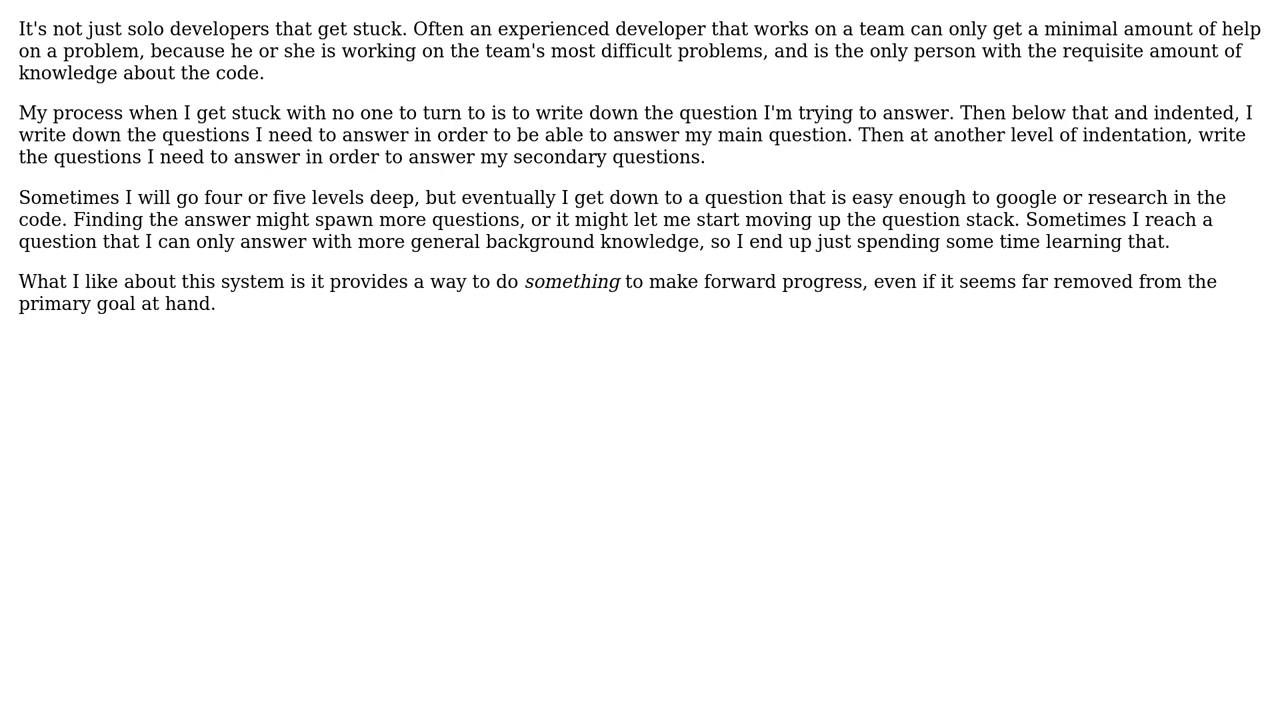 It's not just solo developers that get stuck. Often an experienced developer that works on a team can only get a minimal amount of help
on a problem, because he or she is working on the team's most difficult problems, and is the only person with the requisite amount of
knowledge about the code.
My process when I get stuck with no one to turn to is to write down the question I'm trying to answer. Then below that and indented, I
write down the questions I need to answer in order to be able to answer my main question. Then at another level of indentation, write
the questions I need to answer in order to answer my secondary questions.
Sometimes I will go four or five levels deep, but eventually I get down to a question that is easy enough to google or research in the
code. Finding the answer might spawn more questions, or it might let me start moving up the question stack. Sometimes I reach a
question that I can only answer with more general background knowledge, so I end up just spending some time learning that.
What I like about this system is it provides a way to do something to make forward progress, even if it seems far removed from the
primary goal at hand.